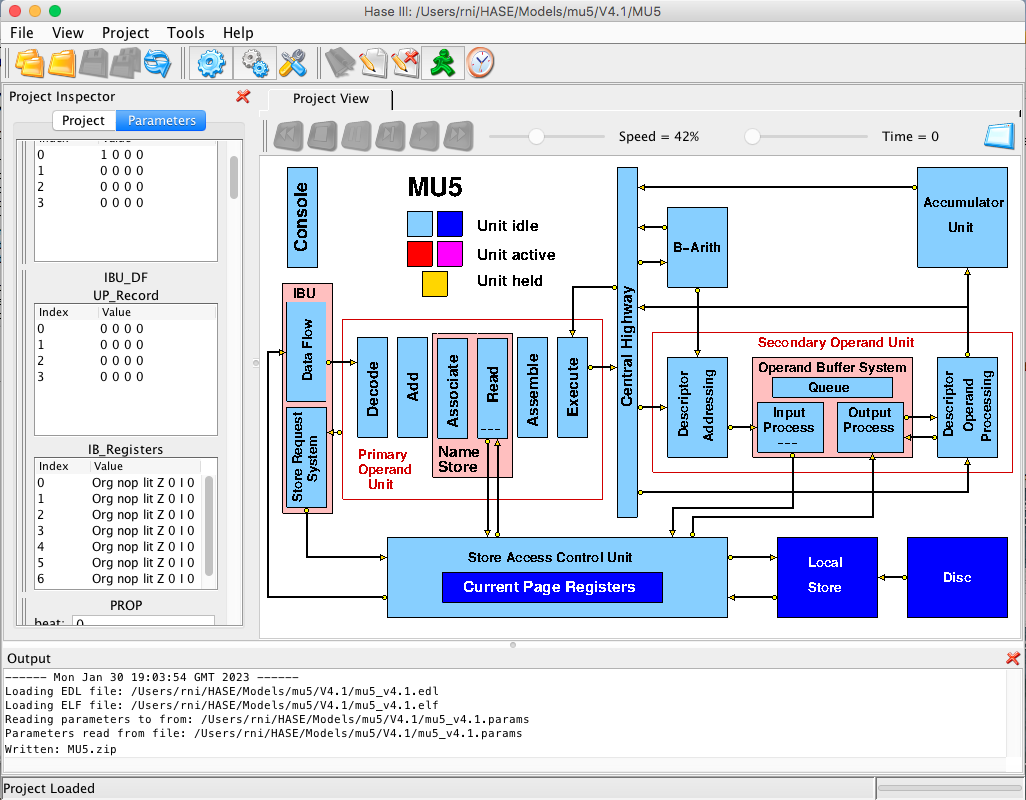 Hase III: /Users/rni/HASE/Models/mu5/V4.1/MU5
File View Project Tools Help
Project Inspector
Project Parameters
Index Value
0 1 0 0 0
1 0 0 0 0
2 0 0 0 0
3 0 0 0 0
IBU_DF
UP_Record
Index Value
0 0 0 0 0
1 0 0 0 0
2 0 0 0 0
3 0 0 0 0
IB_Registers
Index Value
0 Org nop lit Z 0 I 0
1 Org nop lit Z 0 I 0
2 Org nop lit Z 0 I 0
3 Org nop lit Z 0 I 0
4 Org nop lit Z 0 I 0
5 Org nop lit Z 0 I 0
6 Org nop lit Z 0 I 0
PROP
beat: 0
Project View
Speed = 42%
Time = 0
Console
MU5
Unit idle
Unit active
Unit held
IBU
Data Flow
Store Request
System
Decode
Add
Associate
Read
---
Name
Store
Assemble
Execute
Primary
Operand
Unit
Central Highway
B-Arith
Accumulator
Unit
Secondary Operand Unit
Descriptor
Addressing
Operand Buffer System
Queue
Input
Process
---
Output
Process
Descriptor
Operand
Processing
Store Access Control Unit
Current Page Registers
Local
Store
Disc
Output
------ Mon Jan 30 19:03:54 GMT 2023 ------
Loading EDL file: /Users/rni/HASE/Models/mu5/V4.1/mu5_v4.1.edl
Loading ELF file: /Users/rni/HASE/Models/mu5/V4.1/mu5_v4.1.elf
Reading parameters to from: /Users/rni/HASE/Models/mu5/V4.1/mu5_v4.1.params
Parameters read from file: /Users/rni/HASE/Models/mu5/V4.1/mu5_v4.1.params
Written: MU5.zip
Project Loaded